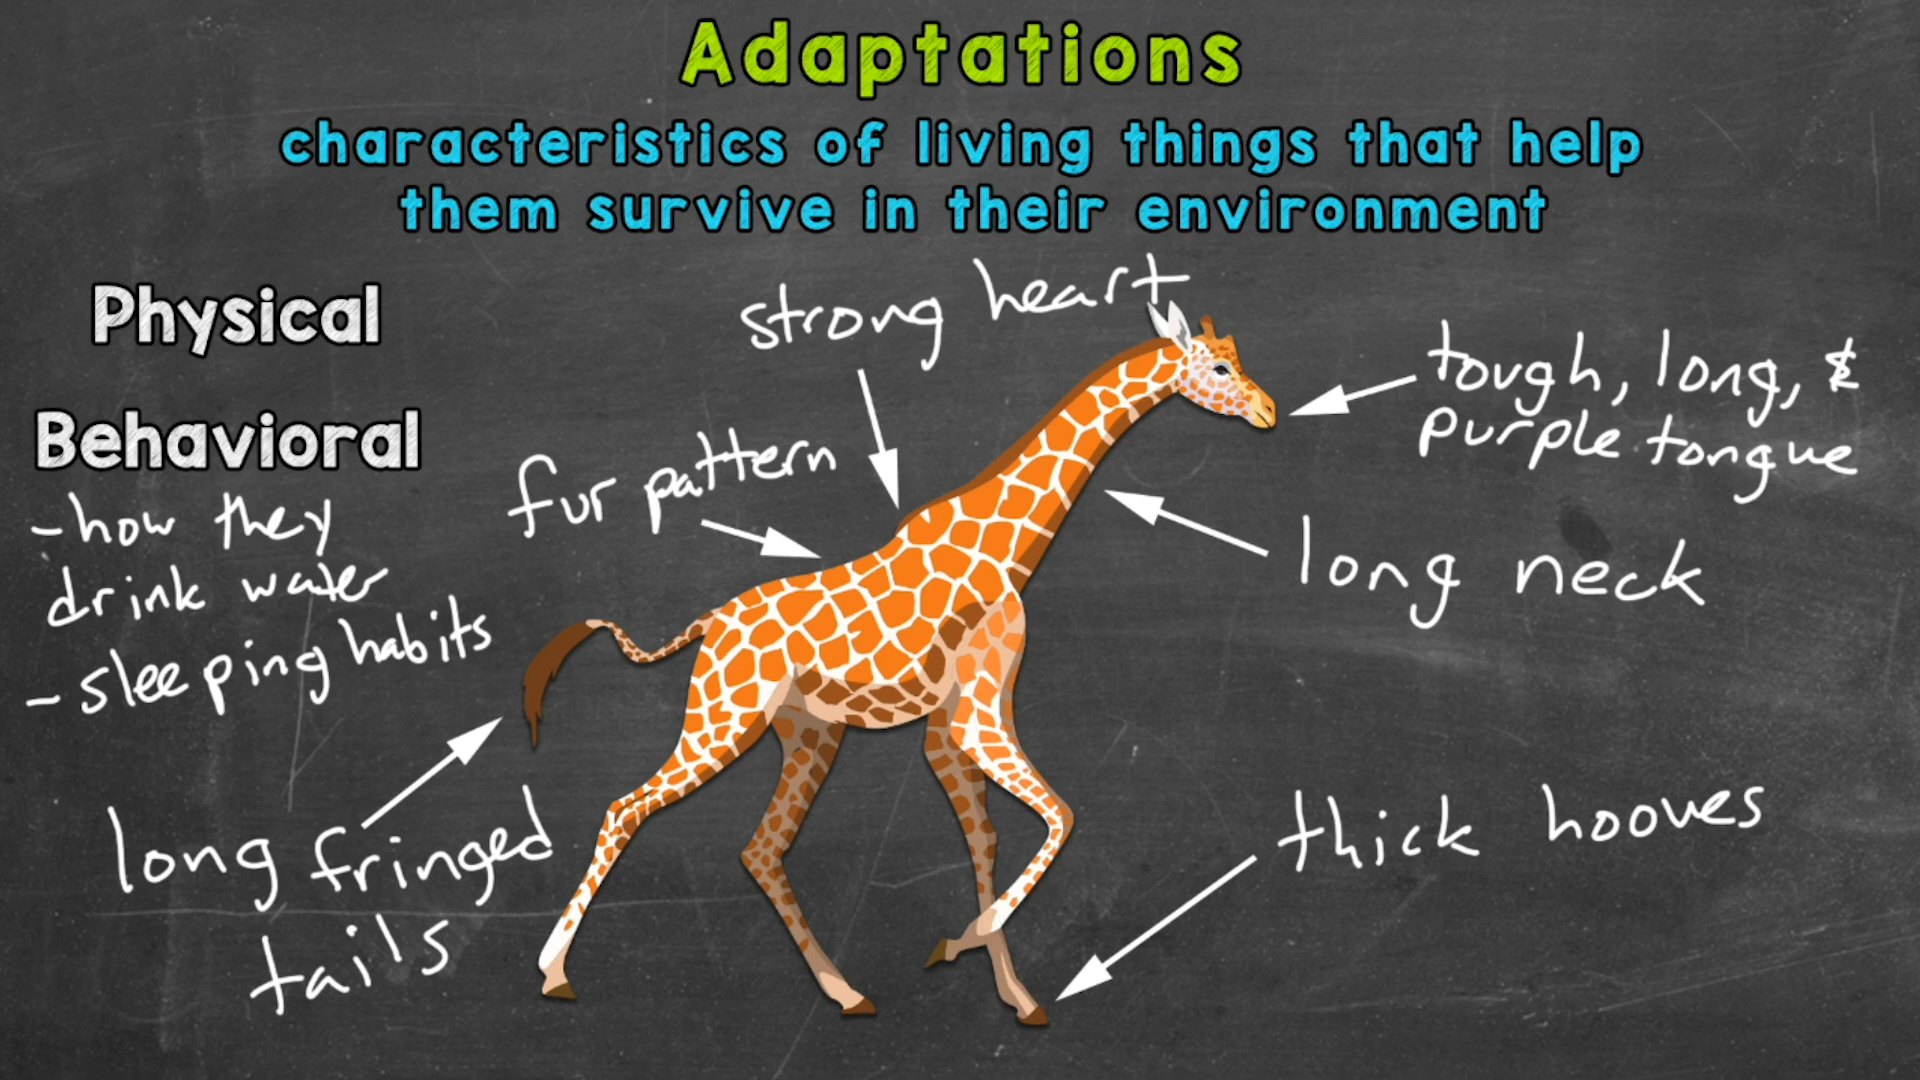 Adaptations
characteristics of living things that help
them survive in their environment
Physical
Behavioral
-how they
drink water
-sleeping habits
strong heart
fur pattern
tough, long, &
purple tongue
long neck
long fringed
tails
thick hooves